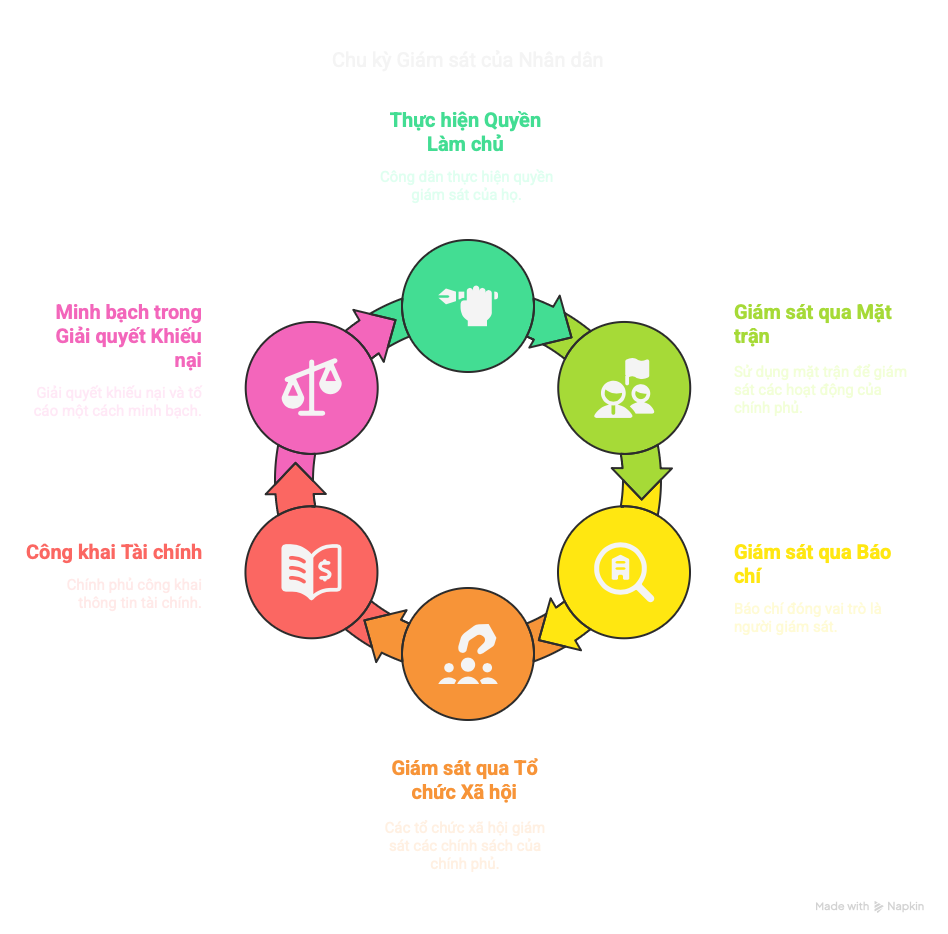 Chu kỳ Giám sát của Nhân dân
Thực hiện Quyền
Làm chủ
Công dân thực hiện quyền
giám sát của họ.
Giám sát qua Mặt
trận
Sử dụng mặt trận để giám
sát các hoạt động của
chính phủ.
Giám sát qua Báo
chí
Báo chí đóng vai trò là
người giám sát.
Giám sát qua Tổ
chức Xã hội
Các tổ chức xã hội giám
sát các chính sách của
chính phủ.
Công khai Tài chính
Chính phủ công khai
thông tin tài chính.
Minh bạch trong
Giải quyết Khiếu
nại
Giải quyết khiếu nại và tố
cáo một cách minh bạch.
$
Made with Napkin